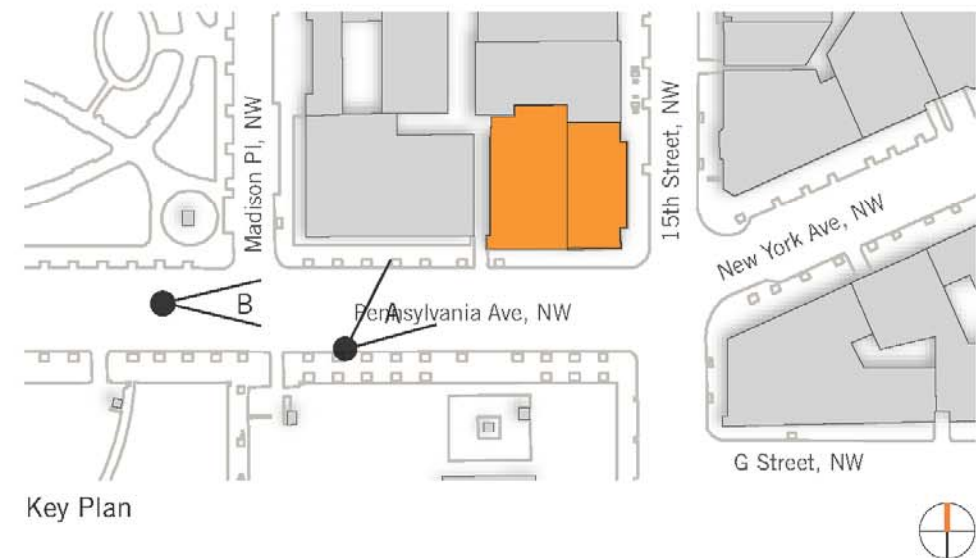 Madison Pl, NW
15th Street, NW
New York Ave, NW
B
A
Pennsylvania Ave, NW
G Street, NW
Key Plan